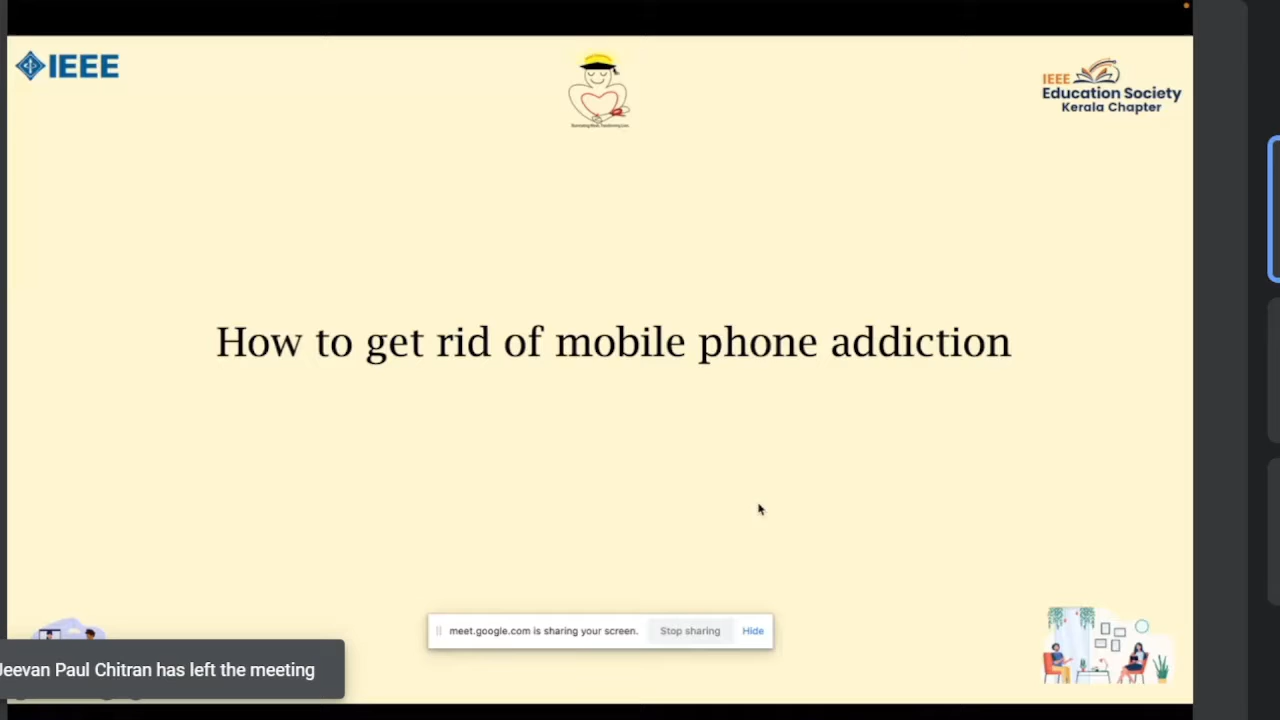 IEEE
IEEE
Education Society
Kerala Chapter
How to get rid of mobile phone addiction
meet.google.com is sharing your screen. Stop sharing Hide
Jeevan Paul Chitran has left the meeting